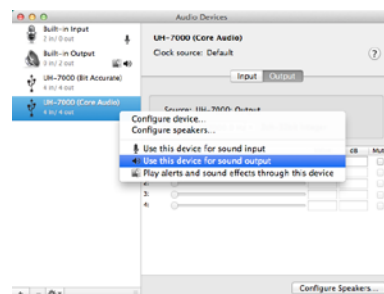 Audio Devices
Built-in Input
2 in/ 0 out
Built-in Output
0 in/ 2 out
UH-7000 (Bit Accurate)
4 in/ 4 out
UH-7000 (Core Audio)
4 in/ 4 out
UH-7000 (Core Audio)
Clock source: Default
?
Input Output
Source: UH-7000: Output
Configure device...
Configure speakers...
Use this device for sound input
Use this device for sound output
Play alerts and sound effects through this device
dB Mute
2:
3:
4:
Configure Speakers...